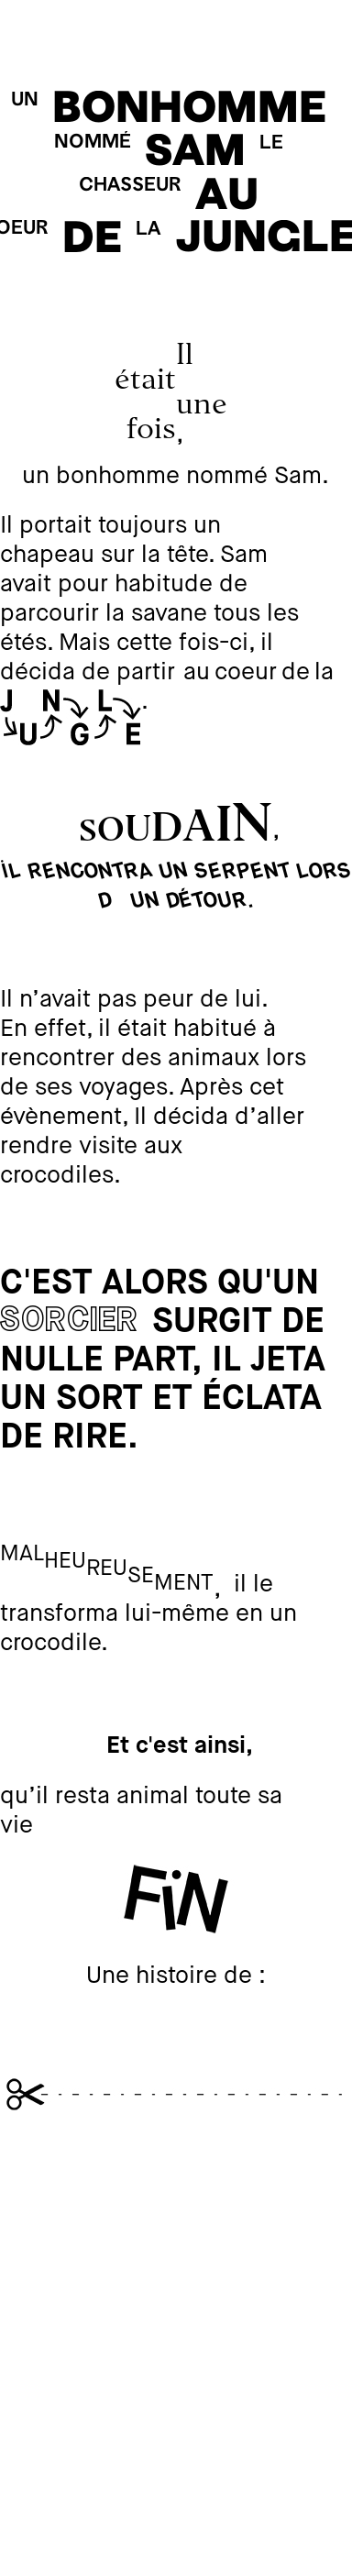 UN BONHOMME
NOMMÉ SAM LE
CHASSEUR AU
OEUR DE LA JUNGLE
Il
était
une
fois,
un bonhomme nommé Sam.
Il portait toujours un
chapeau sur la tête. Sam
avait pour habitude de
parcourir la savane tous les
étés. Mais cette fois-ci, il
décida de partir au coeur de la
JUNGLE.
SOUDAIN,
IL RENCONTRA UN SERPENT LORS
D UN DÉTOUR.
Il n’avait pas peur de lui.
En effet, il était habitué à
rencontrer des animaux lors
de ses voyages. Après cet
évènement, Il décida d’aller
rendre visite aux
crocodiles.
C'EST ALORS QU'UN
SORCIER SURGIT DE
NULLE PART, IL JETA
UN SORT ET ÉCLATA
DE RIRE.
MALHEUREUSEMENT, il le
transforma lui-même en un
crocodile.
Et c'est ainsi,
qu’il resta animal toute sa
vie
FiN
Une histoire de :